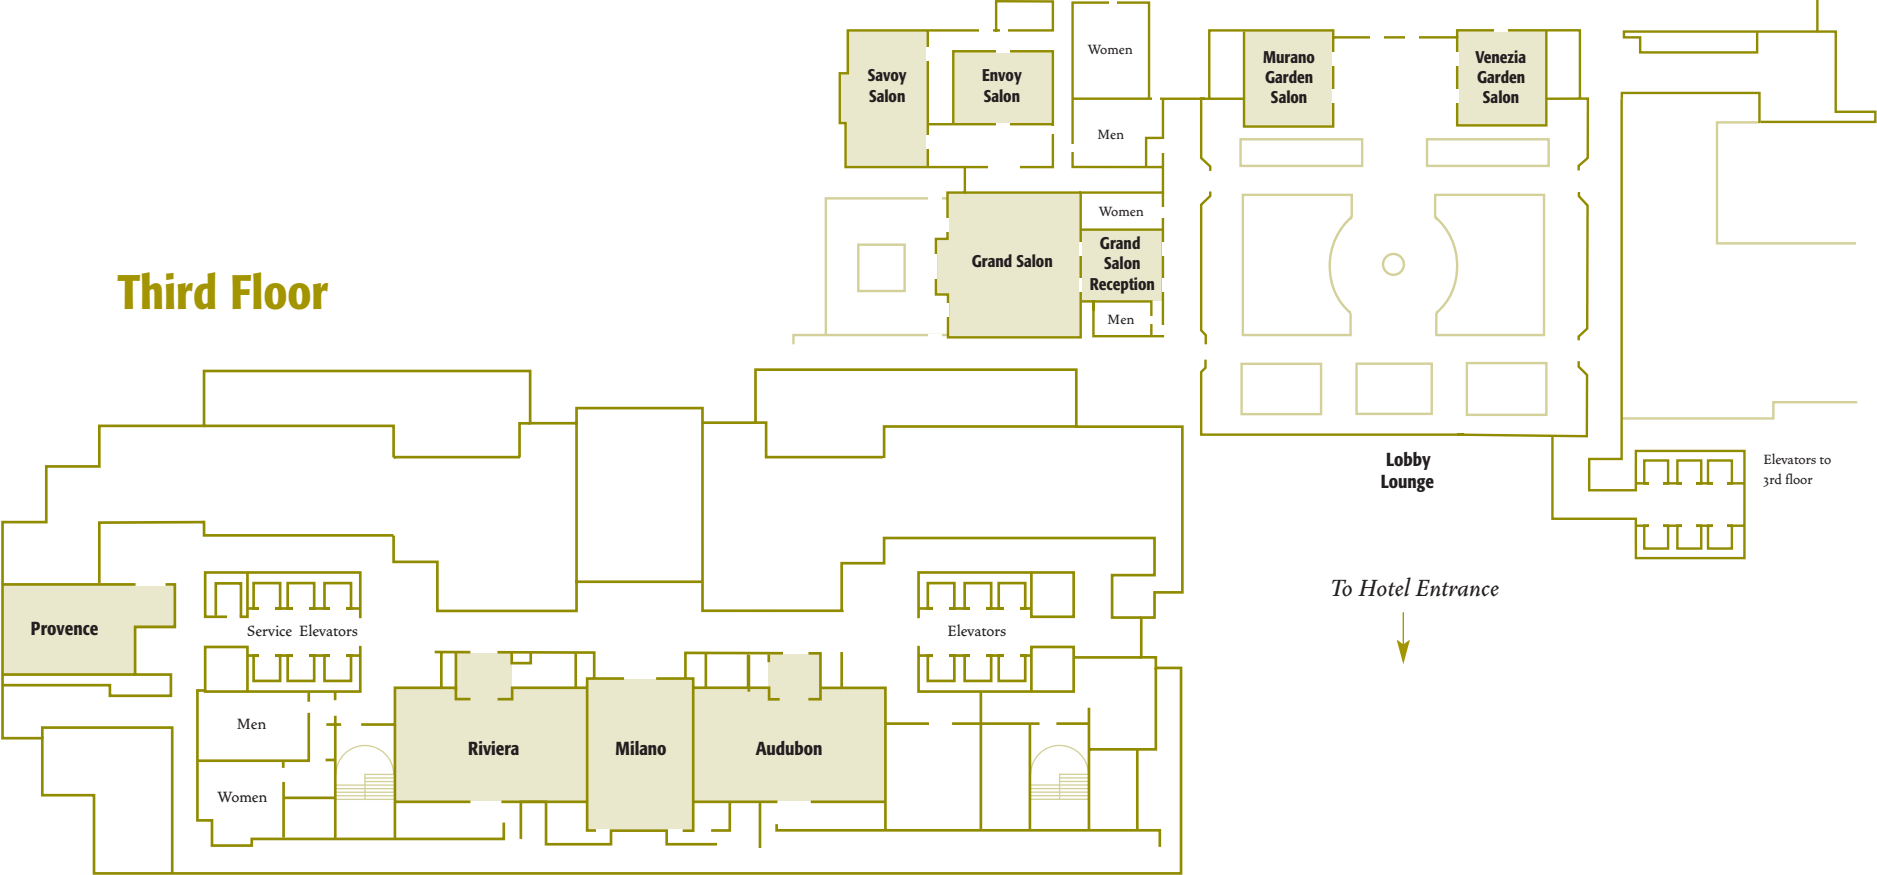 Women
Savoy
Salon
Envoy
Salon
Men
Murano
Garden
Salon
Venezia
Garden
Salon
Women
Grand Salon
Grand
Salon
Reception
Men
Third Floor
Lobby
Lounge
Elevators to
3rd floor
To Hotel Entrance
Provence
Service Elevators
Elevators
Men
Riviera
Milano
Audubon
Women